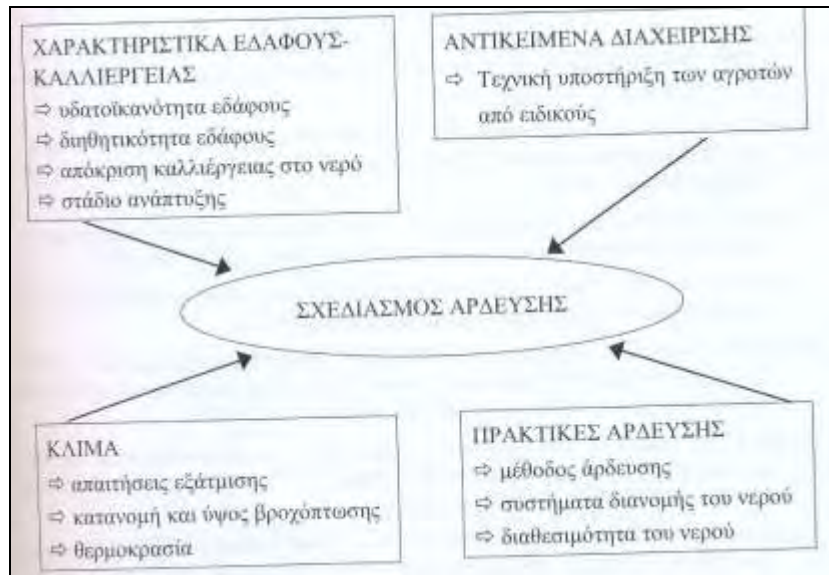 ΧΑΡΑΚΤΗΡΙΣΤΙΚΑ ΕΔΑΦΟΥΣ-
ΚΑΛΛΙΕΡΓΕΙΑΣ
⇨ υδατοϊκανότητα εδάφους
⇨ διηθητικότητα εδάφους
⇨ απόκριση καλλιέργειας στο νερό
⇨ στάδιο ανάπτυξης
ΑΝΤΙΚΕΙΜΕΝΑ ΔΙΑΧΕΙΡΙΣΗΣ
⇨ Τεχνική υποστήριξη των αγροτών
από ειδικούς
ΣΧΕΔΙΑΣΜΟΣ ΑΡΔΕΥΣΗΣ
ΚΛΙΜΑ
⇨ απαιτήσεις εξάτμισης
⇨ κατανομή και ύψος βροχόπτωσης
⇨ θερμοκρασία
ΠΡΑΚΤΙΚΕΣ ΑΡΔΕΥΣΗΣ
⇨ μέθοδος άρδευσης
⇨ συστήματα διανομής του νερού
⇨ διαθεσιμότητα του νερού